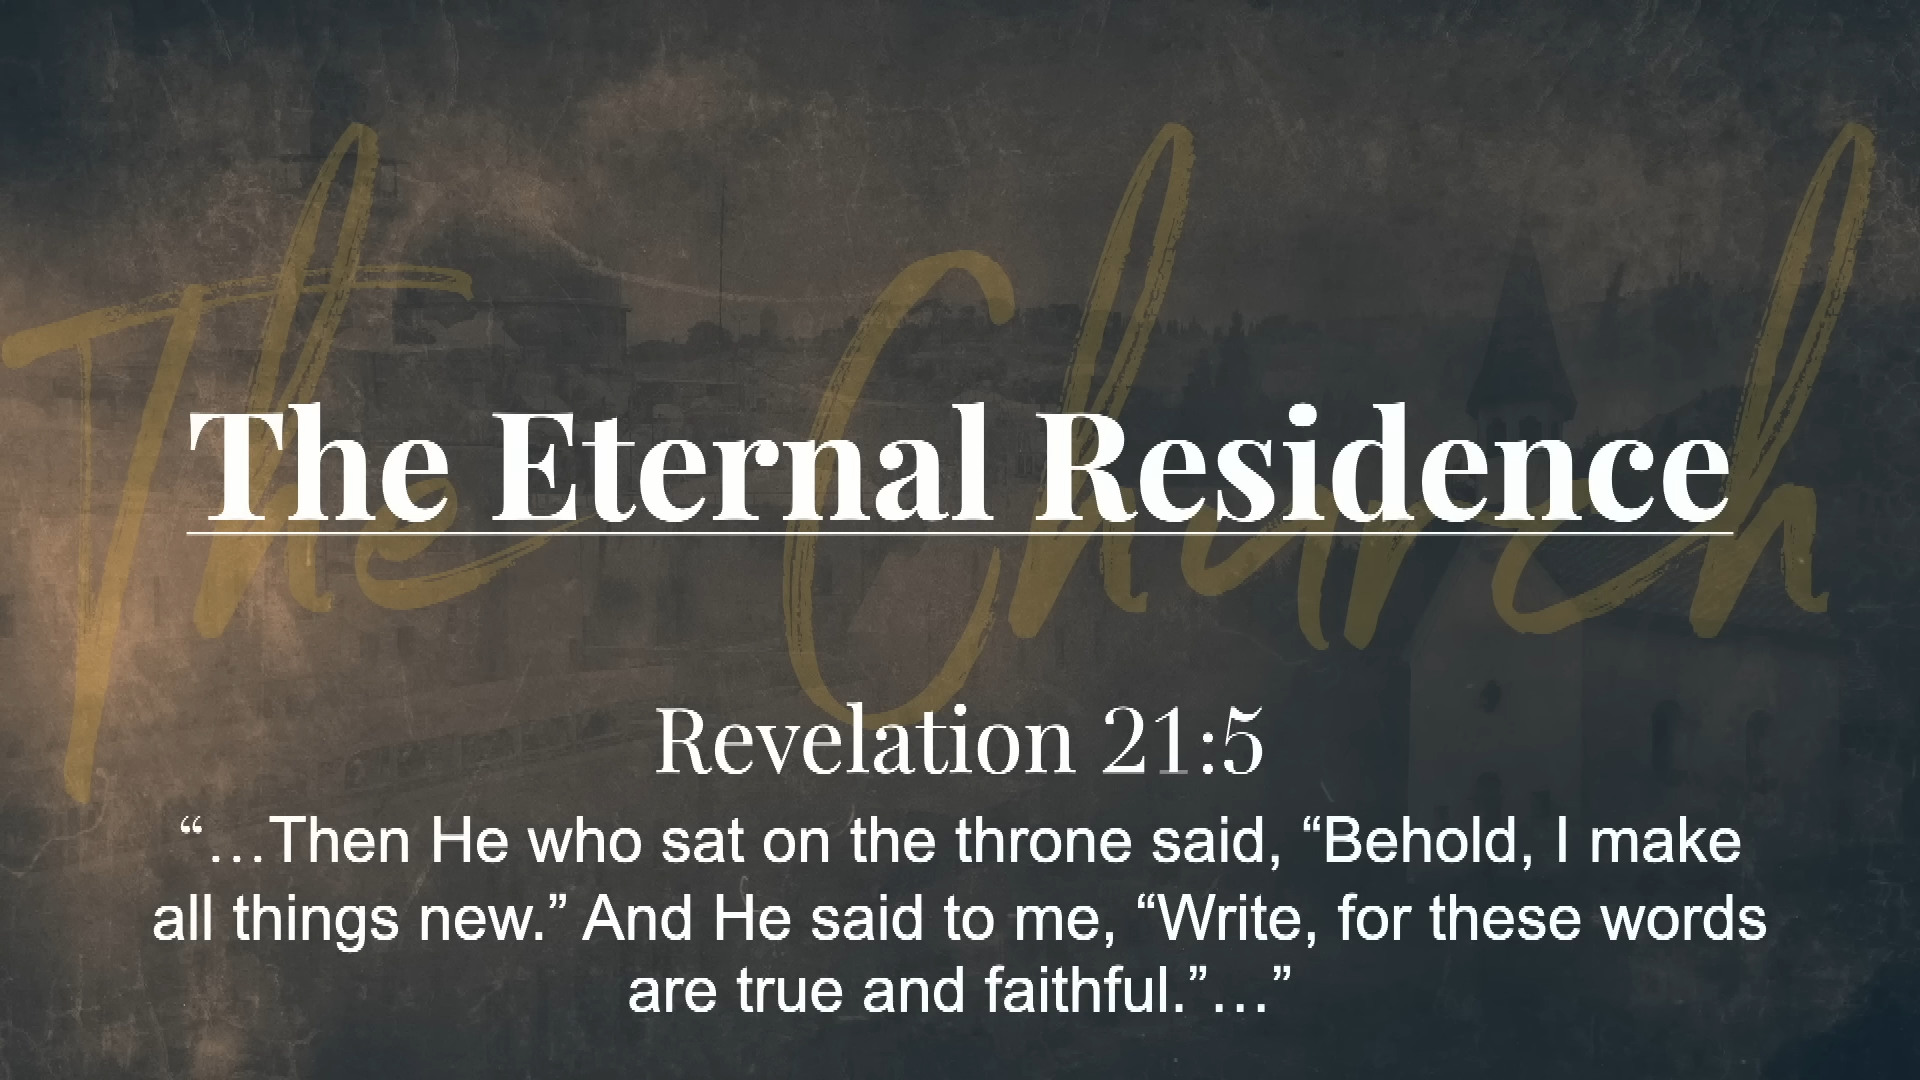 The Church
The Eternal Residence
Revelation 21:5
“…Then He who sat on the throne said, “Behold, I make
all things new.” And He said to me, “Write, for these words
are true and faithful.”…”